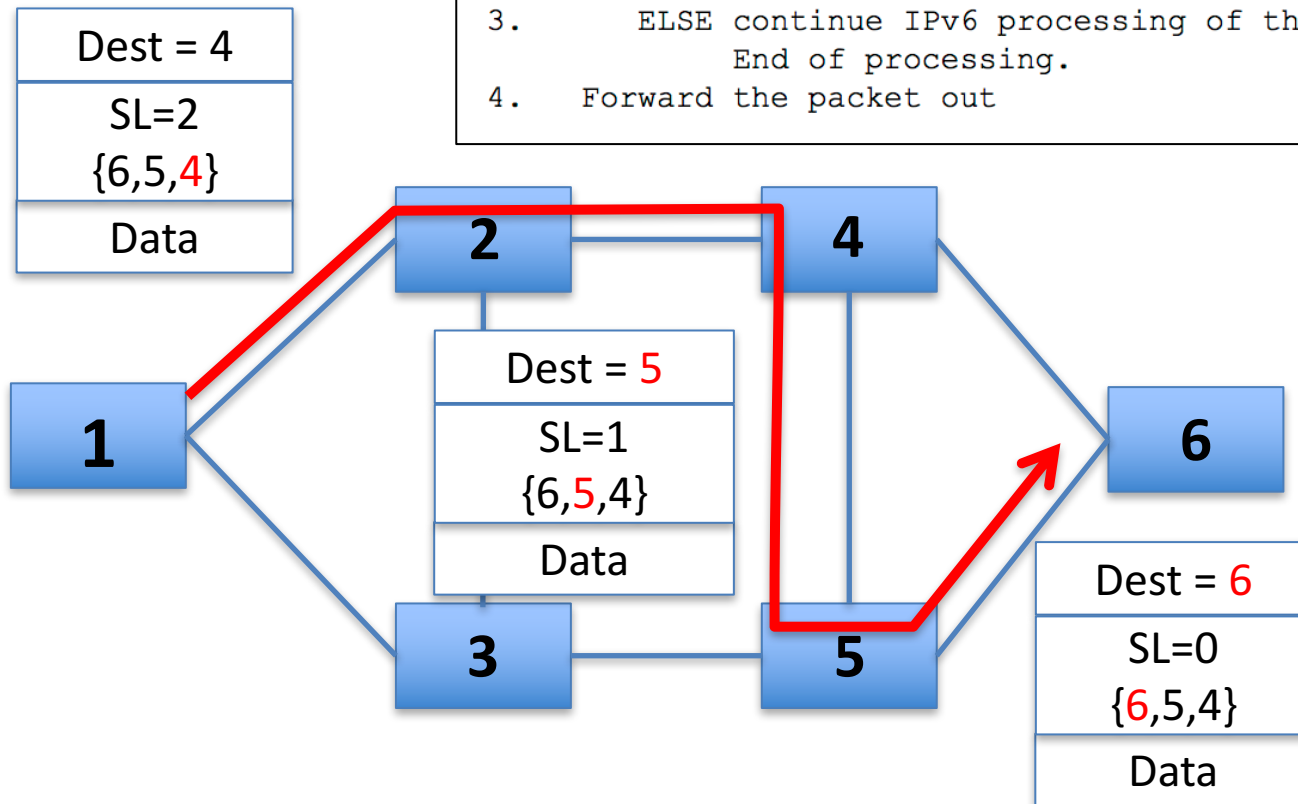 3. ELSE continue IPv6 processing of th
End of processing.
4. Forward the packet out
Dest = 4
SL=2
{6,5,4}
Data
2
4
Dest = 5
SL=1
{6,5,4}
Data
1
6
3
5
Dest = 6
SL=0
{6,5,4}
Data